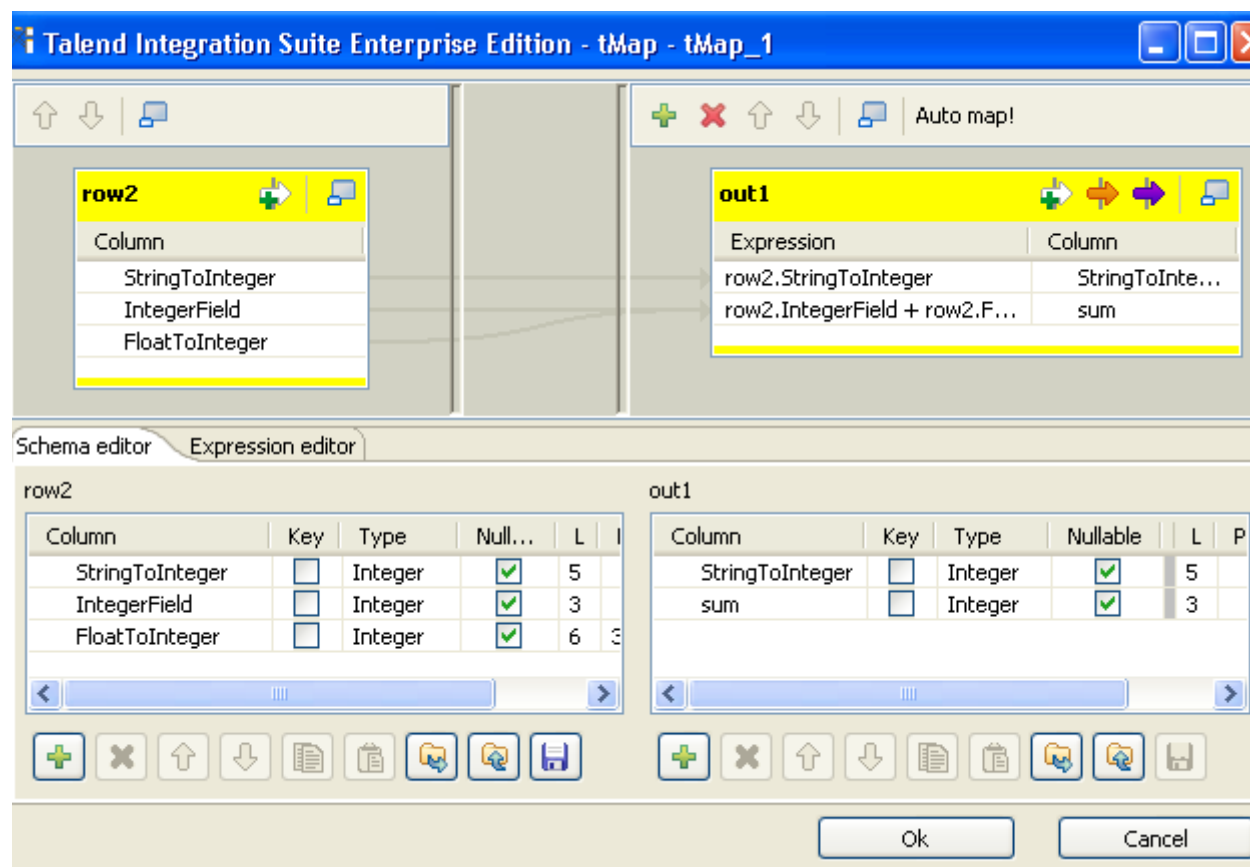 Talend Integration Suite Enterprise Edition - tMap - tMap_1
Auto map!
row2
Column
StringToInteger
IntegerField
FloatToInteger
out1
Expression Column
row2.StringToInteger StringToInte...
row2.IntegerField + row2.F... sum
Schema editor Expression editor
row2
Column Key Type Null... L
StringToInteger Integer 5
IntegerField Integer 3
FloatToInteger Integer 6 3
out1
Column Key Type Nullable L P
StringToInteger Integer 5
sum Integer 3
Ok Cancel